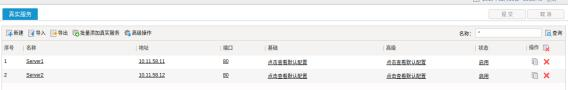 真实服务 提交 取消
新建 导入 导出 批量添加真实服务 高级操作 名称: * 查询
序号 名称 地址 端口 基础 高级 状态 操作
1 Server1 10.11.58.11 80 点击查看默认配置 点击查看默认配置 启用
2 Server2 10.11.58.12 80 点击查看默认配置 点击查看默认配置 启用